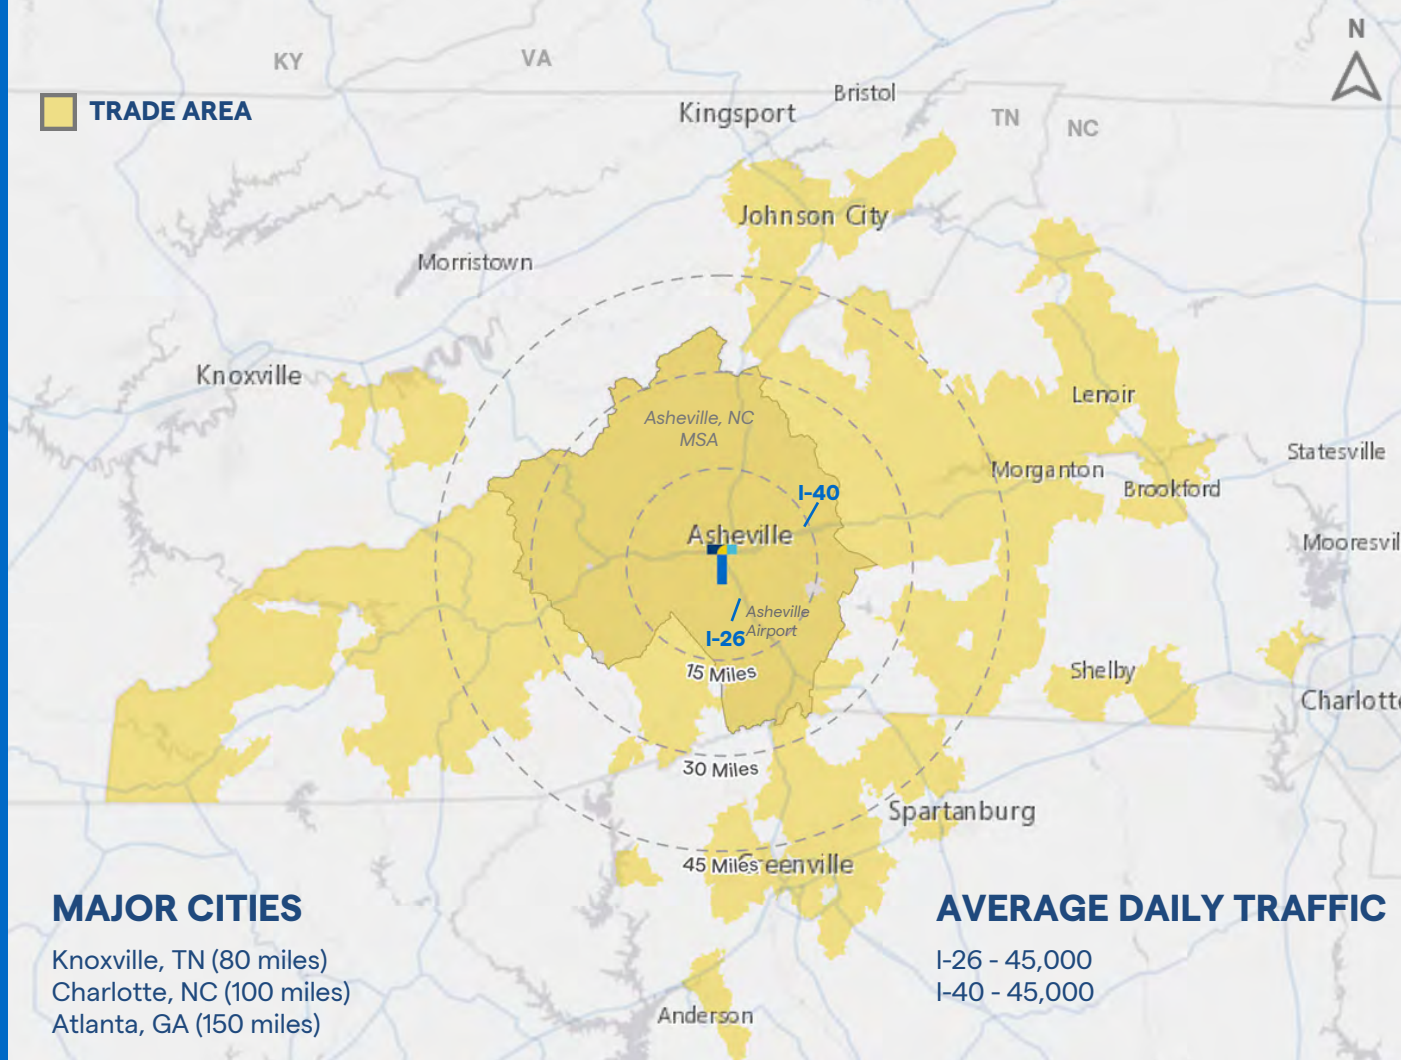 N
KY
VA
TRADE AREA
Bristol
Kingsport
TN
NC
Johnson City
Morristown
Knoxville
Lenoir
Asheville, NC
MSA
Statesville
Morganton
Brookford
I-40
Asheville
Mooresvil
Asheville
Airport
I-26
15 Miles
Shelby
Charlotte
30 Miles
Spartanburg
45 Miles
Greenville
MAJOR CITIES
Knoxville, TN (80 miles)
Charlotte, NC (100 miles)
Atlanta, GA (150 miles)
AVERAGE DAILY TRAFFIC
I-26 - 45,000
I-40 - 45,000
Anderson